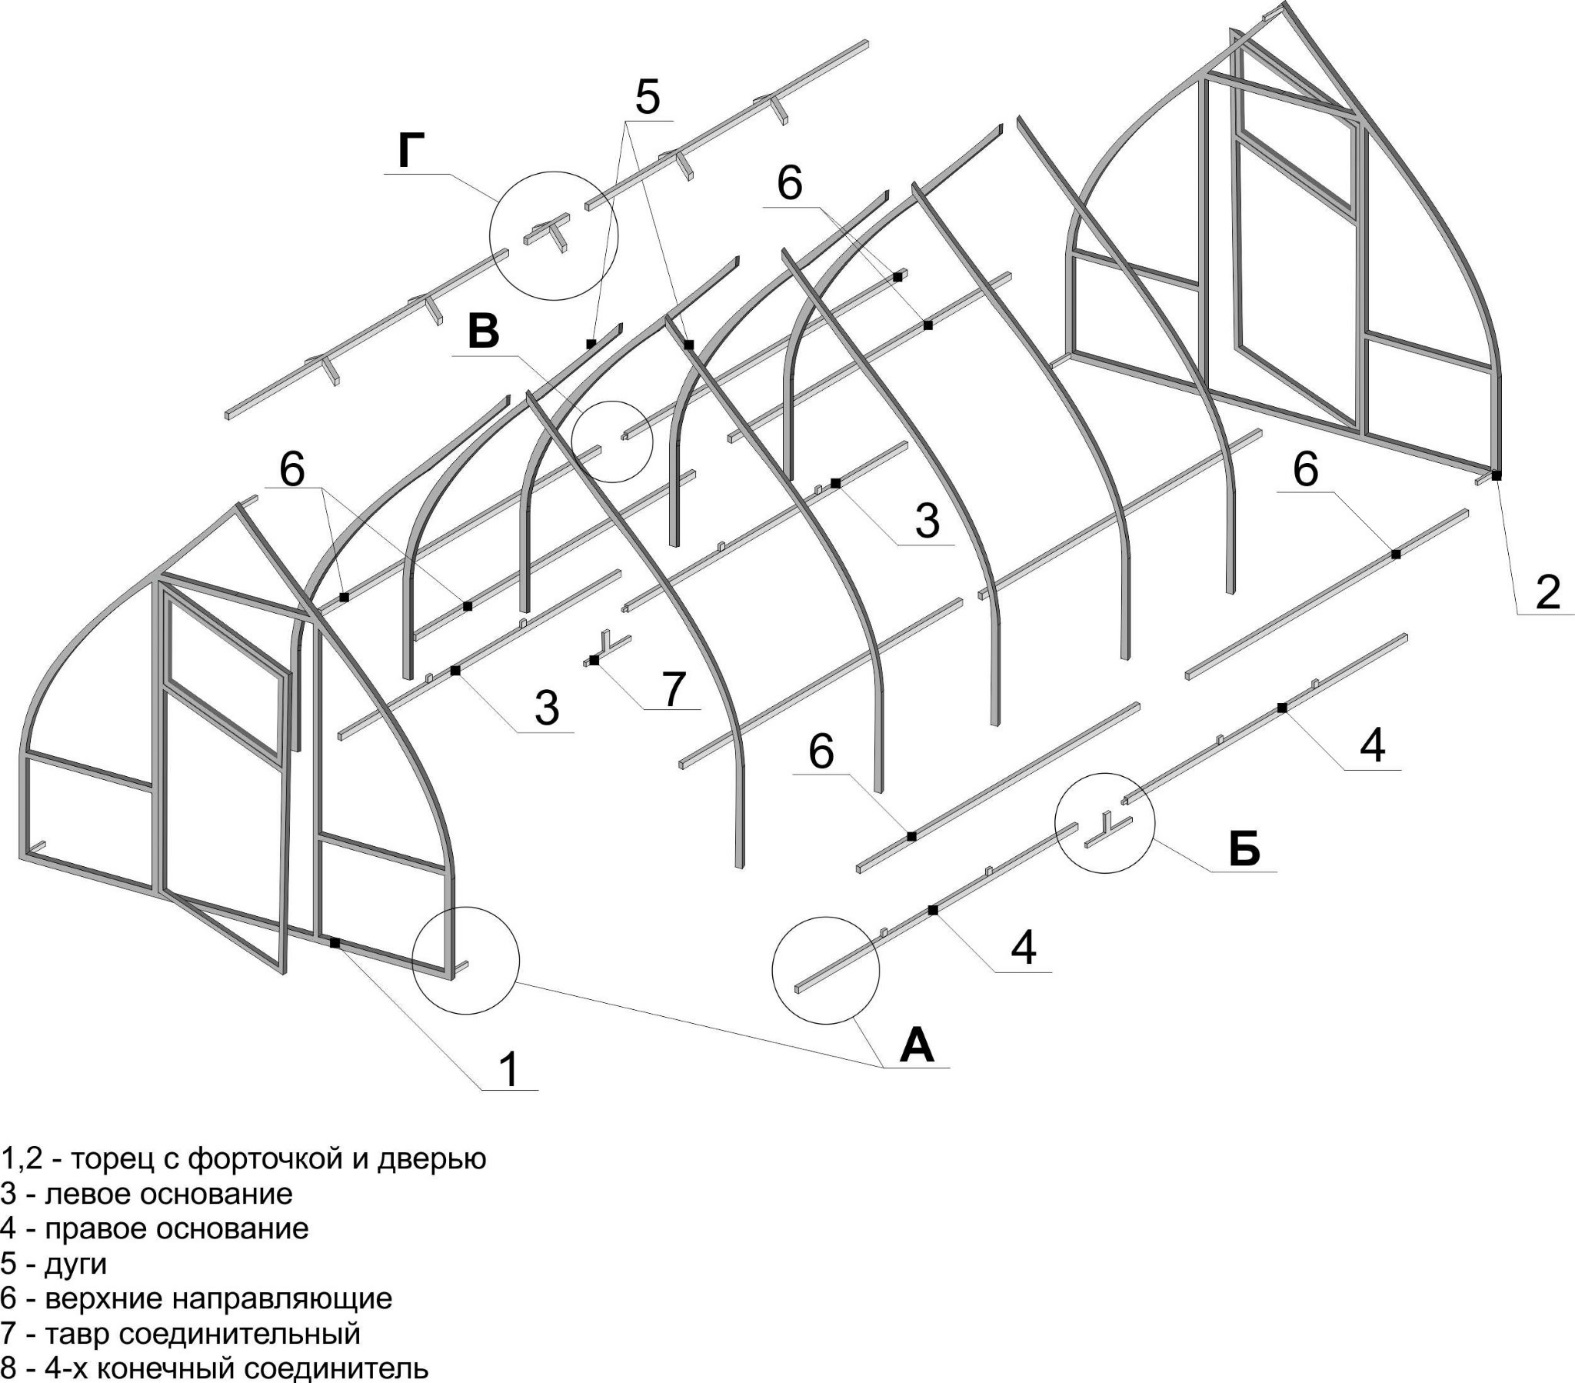 5
Г
6
В
6
3
6
2
3
7
6
4
Б
4
А
1
1,2 - торец с форточкой и дверью
3 - левое основание
4 - правое основание
5 - дуги
6 - верхние направляющие
7 - тавр соединительный
8 - 4-х конечный соединитель